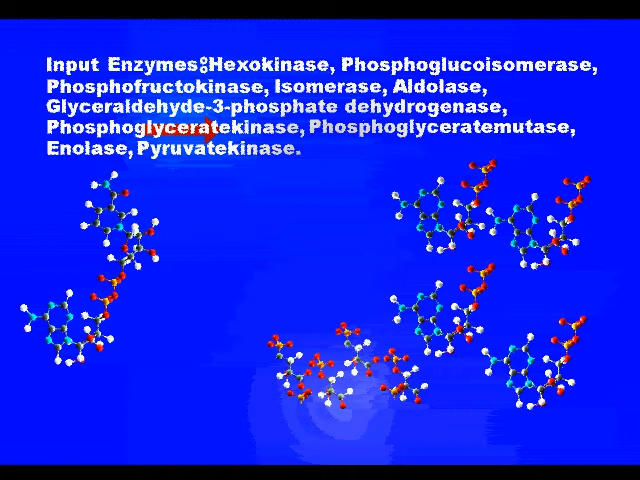 Input Enzymes: Hexokinase, Phosphoglucoisomerase,
Phosphofructokinase, Isomerase, Aldolase,
Glyceraldehyde-3-phosphate dehydrogenase,
Phosphoglyceratekinase, Phosphoglyceratemutase,
Enolase, Pyruvatekinase.